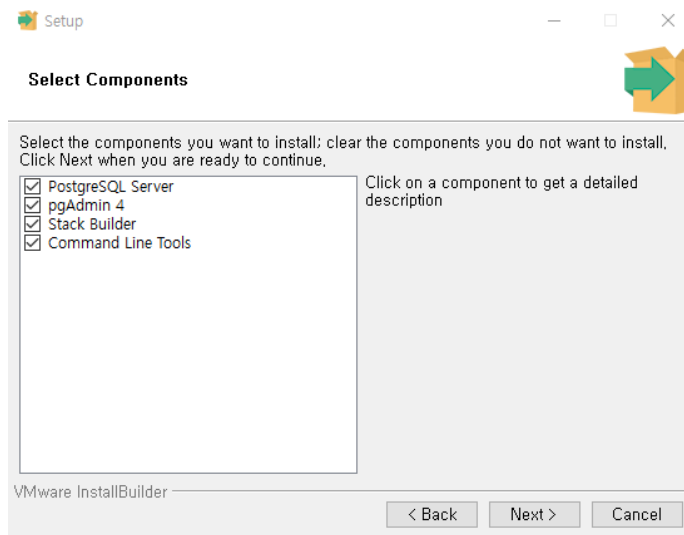 Setup
Select Components
Select the components you want to install; clear the components you do not want to install,
Click Next when you are ready to continue,
PostgreSQL Server
pgAdmin 4
Stack Builder
Command Line Tools
Click on a component to get a detailed
description
VMware InstallBuilder
< Back
Next >
Cancel